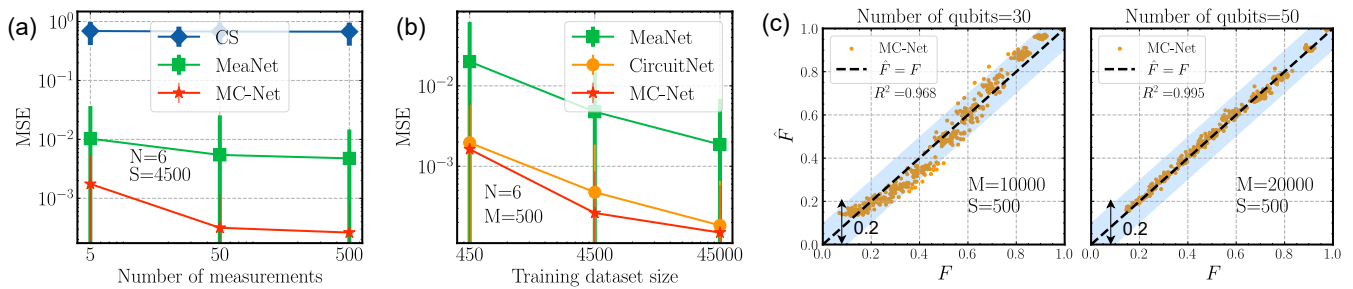 (a)
10⁰
10⁻¹
10⁻²
10⁻³
MSE
CS
MeaNet
MC-Net
N=6
S=4500
5
50
500
Number of measurements
(b)
10⁻²
10⁻³
MSE
MeaNet
CircuitNet
MC-Net
N=6
M=500
450
4500
45000
Training dataset size
(c)
Number of qubits=30
1.0
0.8
0.6
0.4
0.2
0.0
F̂
MC-Net
F̂ = F
R² =0.968
M=10000
S=500
0.2
0.0 0.2 0.4 0.6 0.8 1.0
F
Number of qubits=50
MC-Net
F̂ = F
R² =0.995
M=20000
S=500
0.2
0.0 0.2 0.4 0.6 0.8 1.0
F